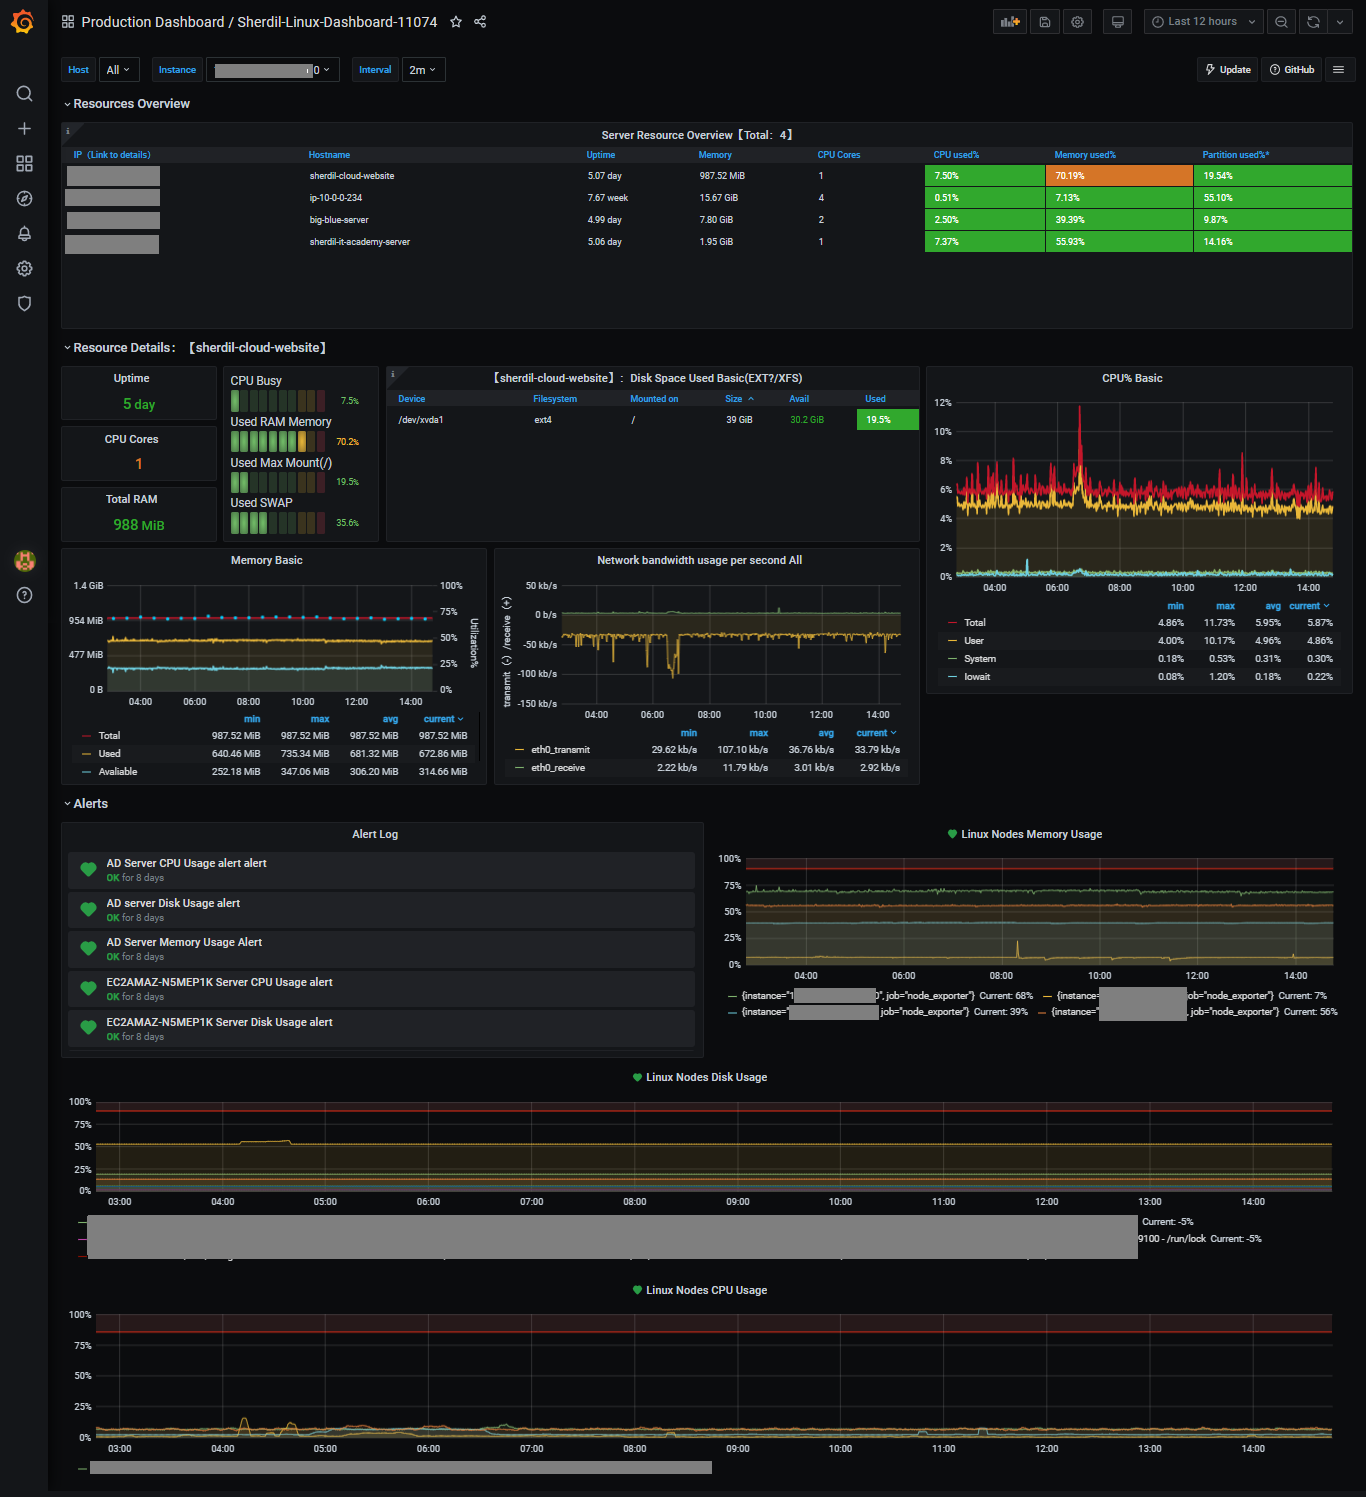 Production Dashboard / Sherdil-Linux-Dashboard-11074
Last 12 hours
Host All Instance 0 Interval 2m Update GitHub
Resources Overview
Server Resource Overview【Total：4】
IP（Link to details） Hostname Uptime Memory CPU Cores CPU used% Memory used% Partition used%*
sherdil-cloud-website 5.07 day 987.52 MiB 1 7.50% 70.19% 19.54%
ip-10-0-0-234 7.67 week 15.67 GiB 4 0.51% 7.13% 55.10%
big-blue-server 4.99 day 7.80 GiB 2 2.50% 39.39% 9.87%
sherdil-it-academy-server 5.06 day 1.95 GiB 1 7.37% 55.93% 14.16%
Resource Details：【sherdil-cloud-website】
Uptime
5 day
CPU Cores
1
Total RAM
988 MiB
CPU Busy
7.5%
Used RAM Memory
70.2%
Used Max Mount(/)
19.5%
Used SWAP
35.6%
【sherdil-cloud-website】：Disk Space Used Basic(EXT?/XFS)
Device Filesystem Mounted on Size Avail Used
/dev/xvda1 ext4 / 39 GiB 30.2 GiB 19.5%
CPU% Basic
12%
10%
8%
6%
4%
2%
0%
04:00 06:00 08:00 10:00 12:00 14:00
min max avg current
Total 4.86% 11.73% 5.95% 5.87%
User 4.00% 10.17% 4.96% 4.86%
System 0.18% 0.53% 0.31% 0.30%
Iowait 0.08% 1.20% 0.18% 0.22%
Memory Basic
1.4 GiB 100%
75%
954 MiB
50%
477 MiB
25%
0 B 0%
Utilization%
04:00 06:00 08:00 10:00 12:00 14:00
min max avg current
Total 987.52 MiB 987.52 MiB 987.52 MiB 987.52 MiB
Used 640.46 MiB 735.34 MiB 681.32 MiB 672.86 MiB
Avaliable 252.18 MiB 347.06 MiB 306.20 MiB 314.66 MiB
Network bandwidth usage per second All
transmit（-）/receive（+）
50 kb/s
0 b/s
-50 kb/s
-100 kb/s
-150 kb/s
04:00 06:00 08:00 10:00 12:00 14:00
min max avg current
eth0_transmit 29.62 kb/s 107.10 kb/s 36.76 kb/s 33.79 kb/s
eth0_receive 2.22 kb/s 11.79 kb/s 3.01 kb/s 2.92 kb/s
Alerts
Alert Log
AD Server CPU Usage alert alert
OK for 8 days
AD server Disk Usage alert
OK for 8 days
AD Server Memory Usage Alert
OK for 8 days
EC2AMAZ-N5MEP1K Server CPU Usage alert
OK for 8 days
EC2AMAZ-N5MEP1K Server Disk Usage alert
OK for 8 days
Linux Nodes Memory Usage
100%
75%
50%
25%
0%
04:00 06:00 08:00 10:00 12:00 14:00
{instance="1 0", job="node_exporter"} Current: 68% {instance= job="node_exporter"} Current: 7%
{instance=" job="node_exporter"} Current: 39% {instance=" , job="node_exporter"} Current: 56%
Linux Nodes Disk Usage
100%
75%
50%
25%
0%
03:00 04:00 05:00 06:00 07:00 08:00 09:00 10:00 11:00 12:00 13:00 14:00
Current: -5%
9100 - /run/lock Current: -5%
Linux Nodes CPU Usage
100%
75%
50%
25%
0%
03:00 04:00 05:00 06:00 07:00 08:00 09:00 10:00 11:00 12:00 13:00 14:00